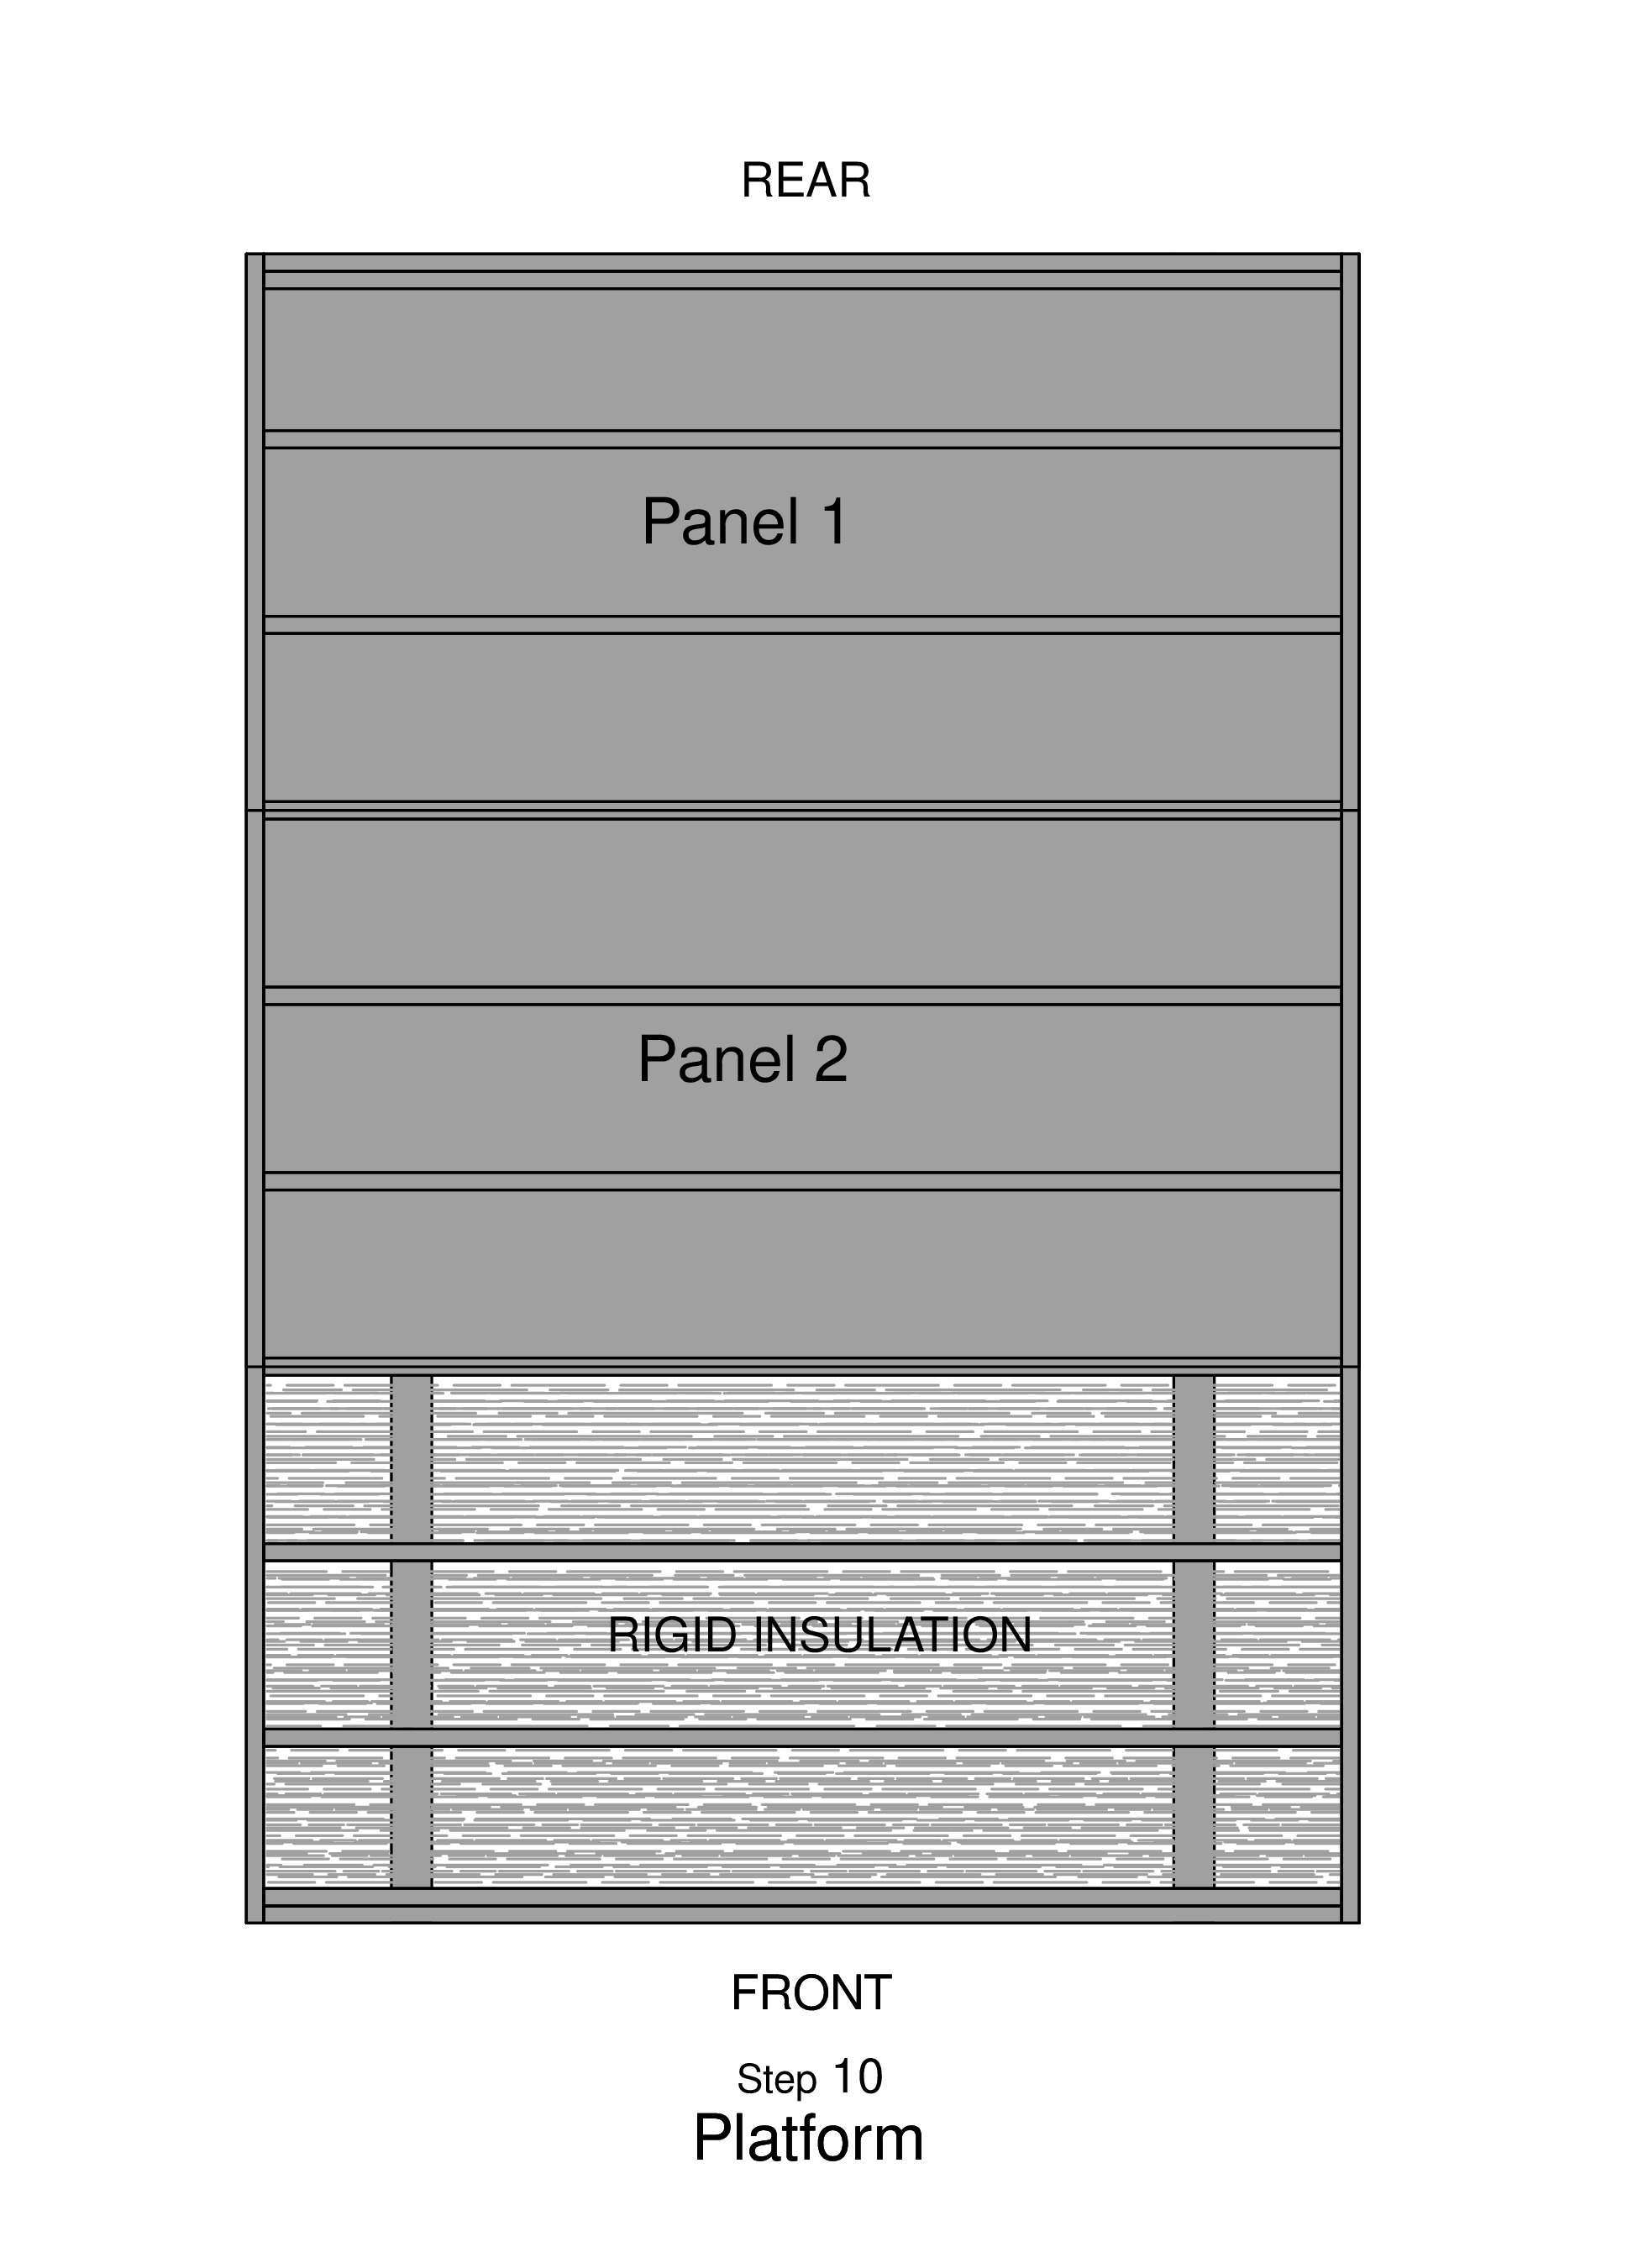 REAR
Panel 1
Panel 2
RIGID INSULATION
FRONT
Step 10
Platform